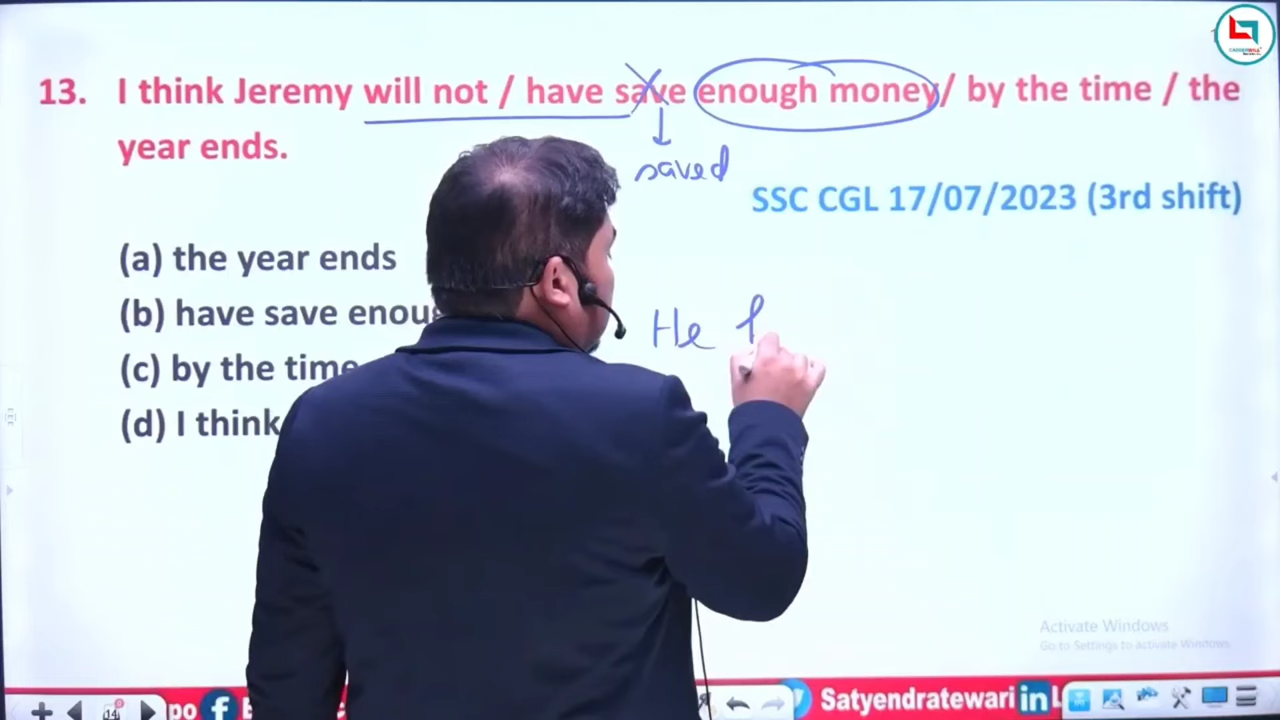 13. I think Jeremy will not / have save enough money/ by the time / the
year ends.
saved
SSC CGL 17/07/2023 (3rd shift)
(a) the year ends
(b) have save
(c) by the time
(d) I think
He
Activate Windows
Go to Settings to activate Windows.
14
Satyendratewari
in